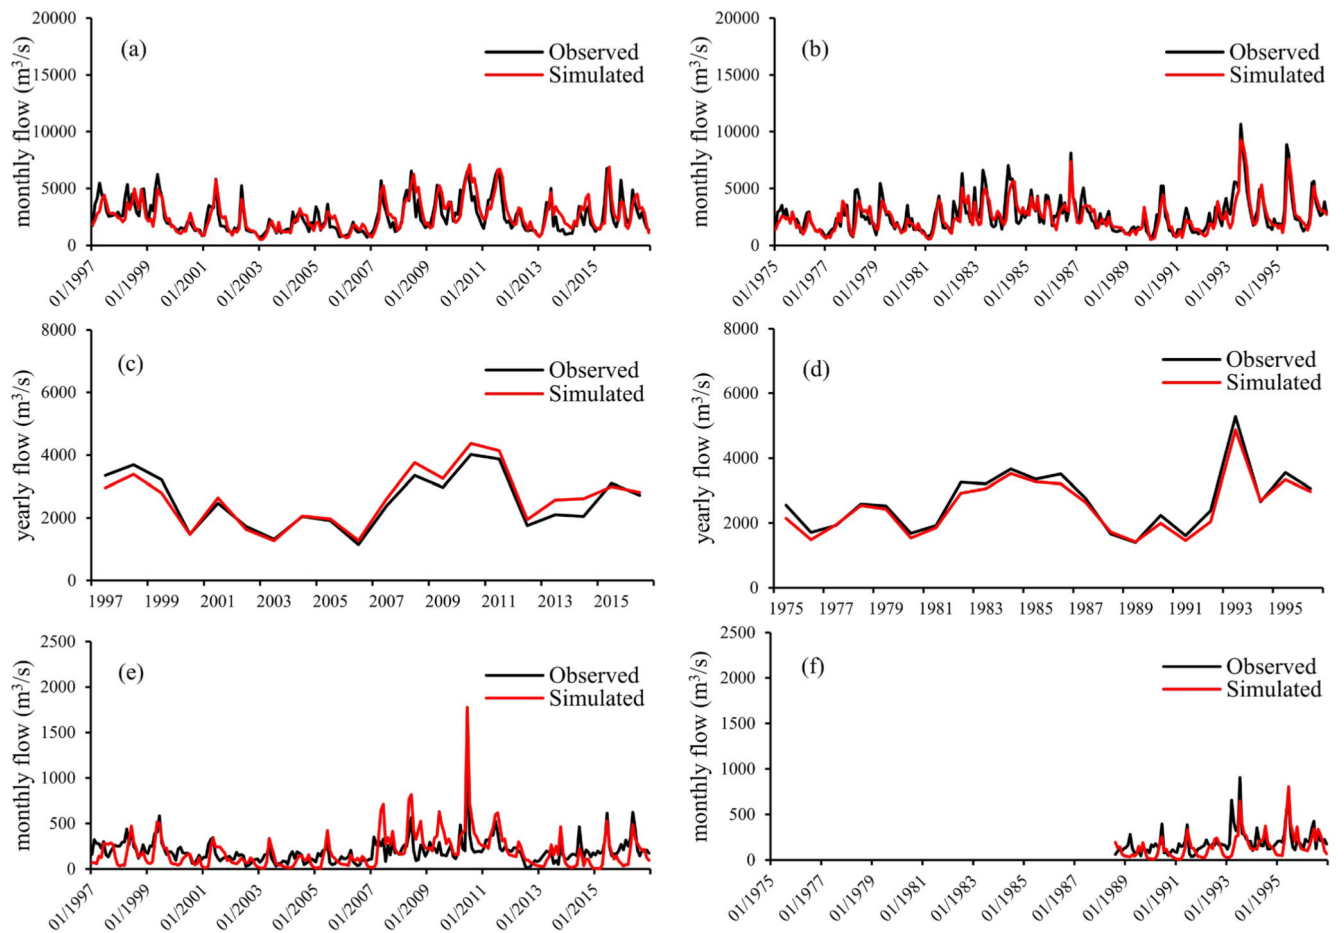 (a)
monthly flow (m³/s)
20000
15000
10000
5000
0
Observed
Simulated
01/1997
01/1999
01/2001
01/2003
01/2005
01/2007
01/2009
01/2011
01/2013
01/2015
(b)
monthly flow (m³/s)
20000
15000
10000
5000
0
Observed
Simulated
01/1975
01/1977
01/1979
01/1981
01/1983
01/1985
01/1987
01/1989
01/1991
01/1993
01/1995
(c)
yearly flow (m³/s)
8000
6000
4000
2000
0
Observed
Simulated
1997 1999 2001 2003 2005 2007 2009 2011 2013 2015
(d)
yearly flow (m³/s)
8000
6000
4000
2000
0
Observed
Simulated
1975 1977 1979 1981 1983 1985 1987 1989 1991 1993 1995
(e)
monthly flow (m³/s)
2500
2000
1500
1000
500
0
Observed
Simulated
01/1997
01/1999
01/2001
01/2003
01/2005
01/2007
01/2009
01/2011
01/2013
01/2015
(f)
monthly flow (m³/s)
2500
2000
1500
1000
500
0
Observed
Simulated
01/1975
01/1977
01/1979
01/1981
01/1983
01/1985
01/1987
01/1989
01/1991
01/1993
01/1995